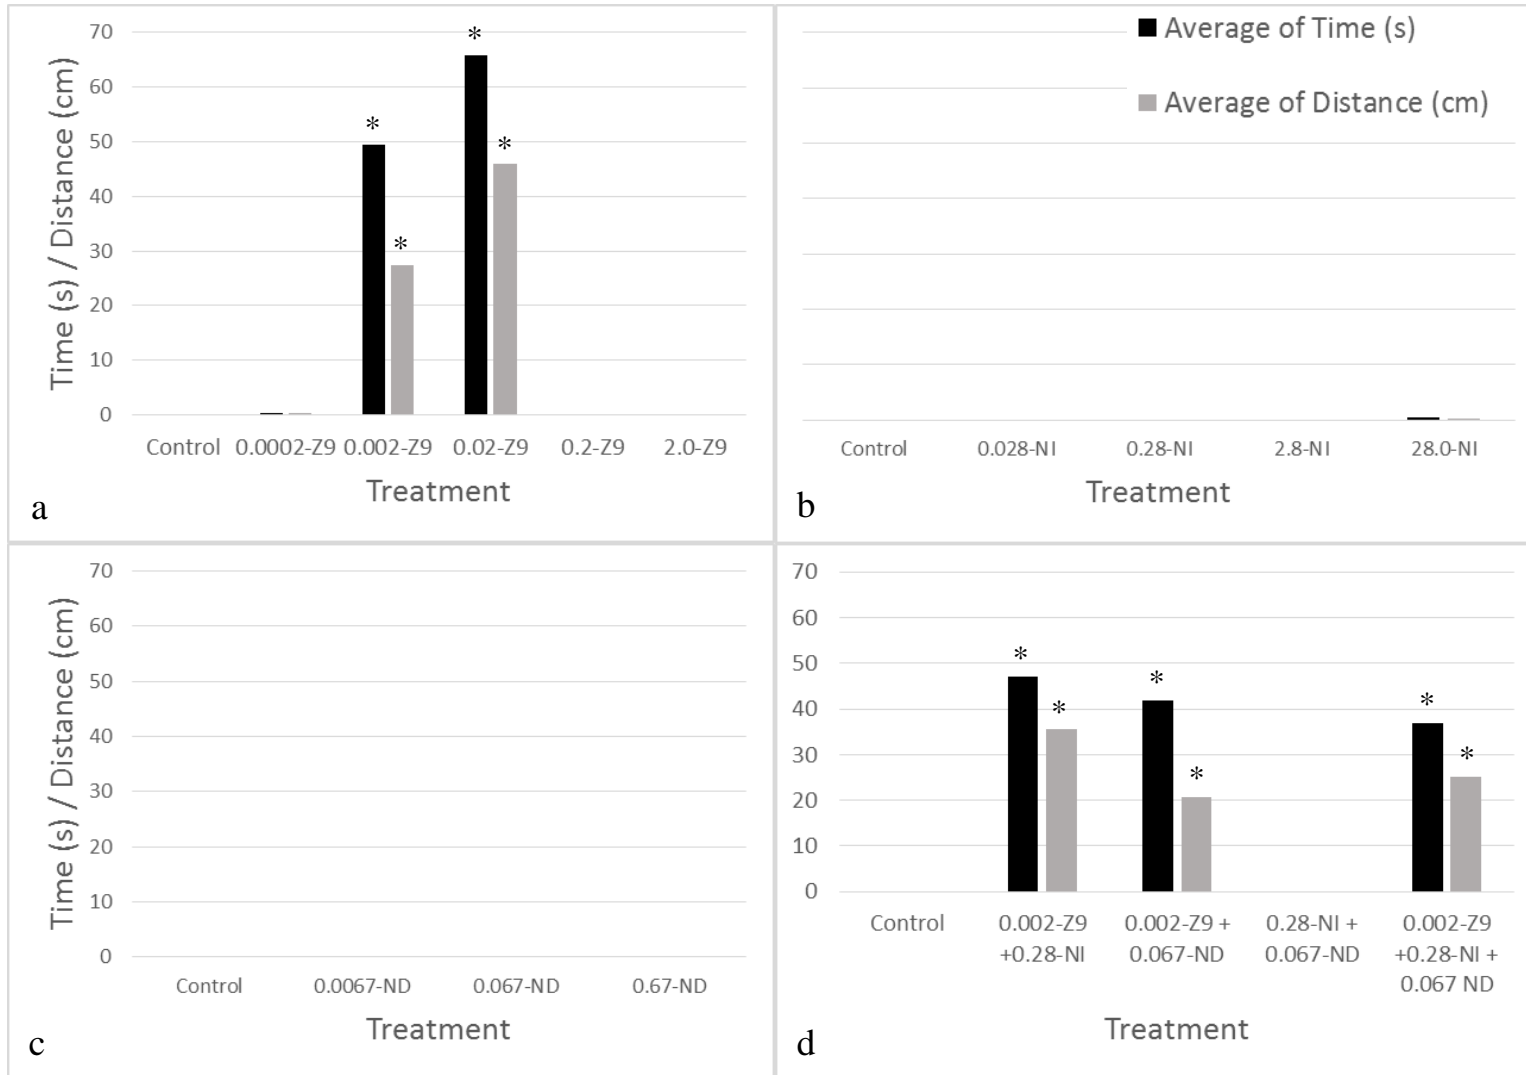 70
60
50
40
30
20
10
0
Time (s) / Distance (cm)
*
*
*
*
Control 0.0002-Z9 0.002-Z9 0.02-Z9 0.2-Z9 2.0-Z9
Treatment
a
Average of Time (s)
Average of Distance (cm)
Control 0.028-NI 0.28-NI 2.8-NI 28.0-NI
Treatment
b
70
60
50
40
30
20
10
0
Time (s) / Distance (cm)
Control 0.0067-ND 0.067-ND 0.67-ND
Treatment
c
70
60
50
40
30
20
10
0
*
*
*
*
*
*
Control 0.002-Z9 0.002-Z9 + 0.28-NI + 0.002-Z9
+0.28-NI 0.067-ND 0.067-ND +0.28-NI +
0.067 ND
Treatment
d